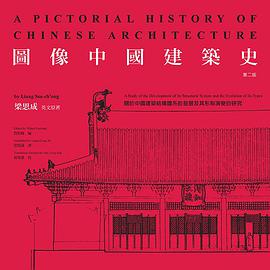 A PICTORIAL HISTORY OF
CHINESE ARCHITECTURE
圖像中國建築史
第二版
by Liang Ssu-ch'eng
梁思成 英文原著
A Study of the Development of Its Structural System and the Evolution of Its Types
關於中國建築結構體系的發展及其形制演變的研究